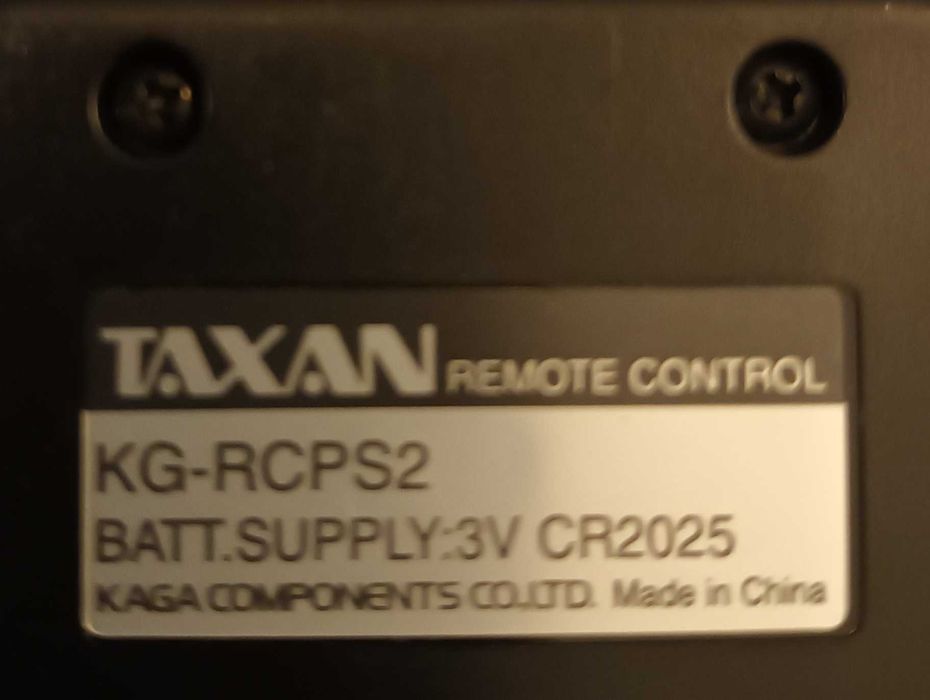 TAXAN REMOTE CONTROL
KG-RCPS2
BATT.SUPPLY:3V CR2025
KAGA COMPONENTS CO.,LTD. Made in China